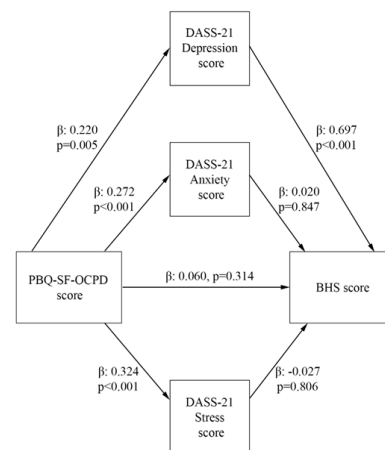 DASS-21
Depression
score
β: 0.220
p=0.005
β: 0.697
p<0.001
DASS-21
Anxiety
score
β: 0.272
p<0.001
β: 0.020
p=0.847
PBQ-SF-OCPD
score
β: 0.060, p=0.314
BHS score
β: 0.324
p<0.001
β: -0.027
p=0.806
DASS-21
Stress
score